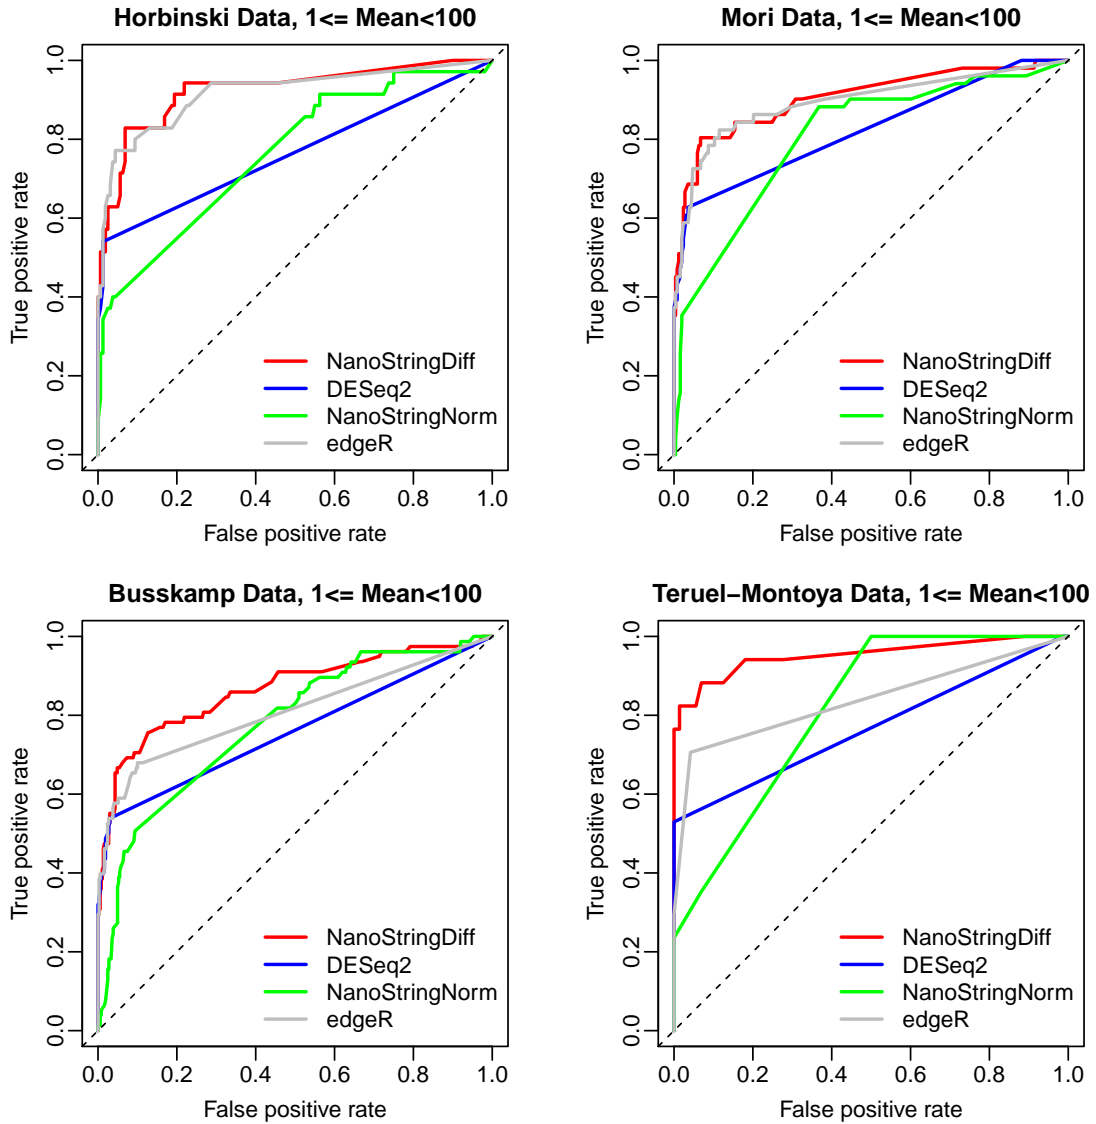 Horbinski Data, 1<= Mean<100
True positive rate
1.0
0.8
0.6
0.4
0.2
0.0
NanoStringDiff
DESeq2
NanoStringNorm
edgeR
0.0 0.2 0.4 0.6 0.8 1.0
False positive rate
Mori Data, 1<= Mean<100
True positive rate
1.0
0.8
0.6
0.4
0.2
0.0
NanoStringDiff
DESeq2
NanoStringNorm
edgeR
0.0 0.2 0.4 0.6 0.8 1.0
False positive rate
Busskamp Data, 1<= Mean<100
True positive rate
1.0
0.8
0.6
0.4
0.2
0.0
NanoStringDiff
DESeq2
NanoStringNorm
edgeR
0.0 0.2 0.4 0.6 0.8 1.0
False positive rate
Teruel−Montoya Data, 1<= Mean<100
True positive rate
1.0
0.8
0.6
0.4
0.2
0.0
NanoStringDiff
DESeq2
NanoStringNorm
edgeR
0.0 0.2 0.4 0.6 0.8 1.0
False positive rate